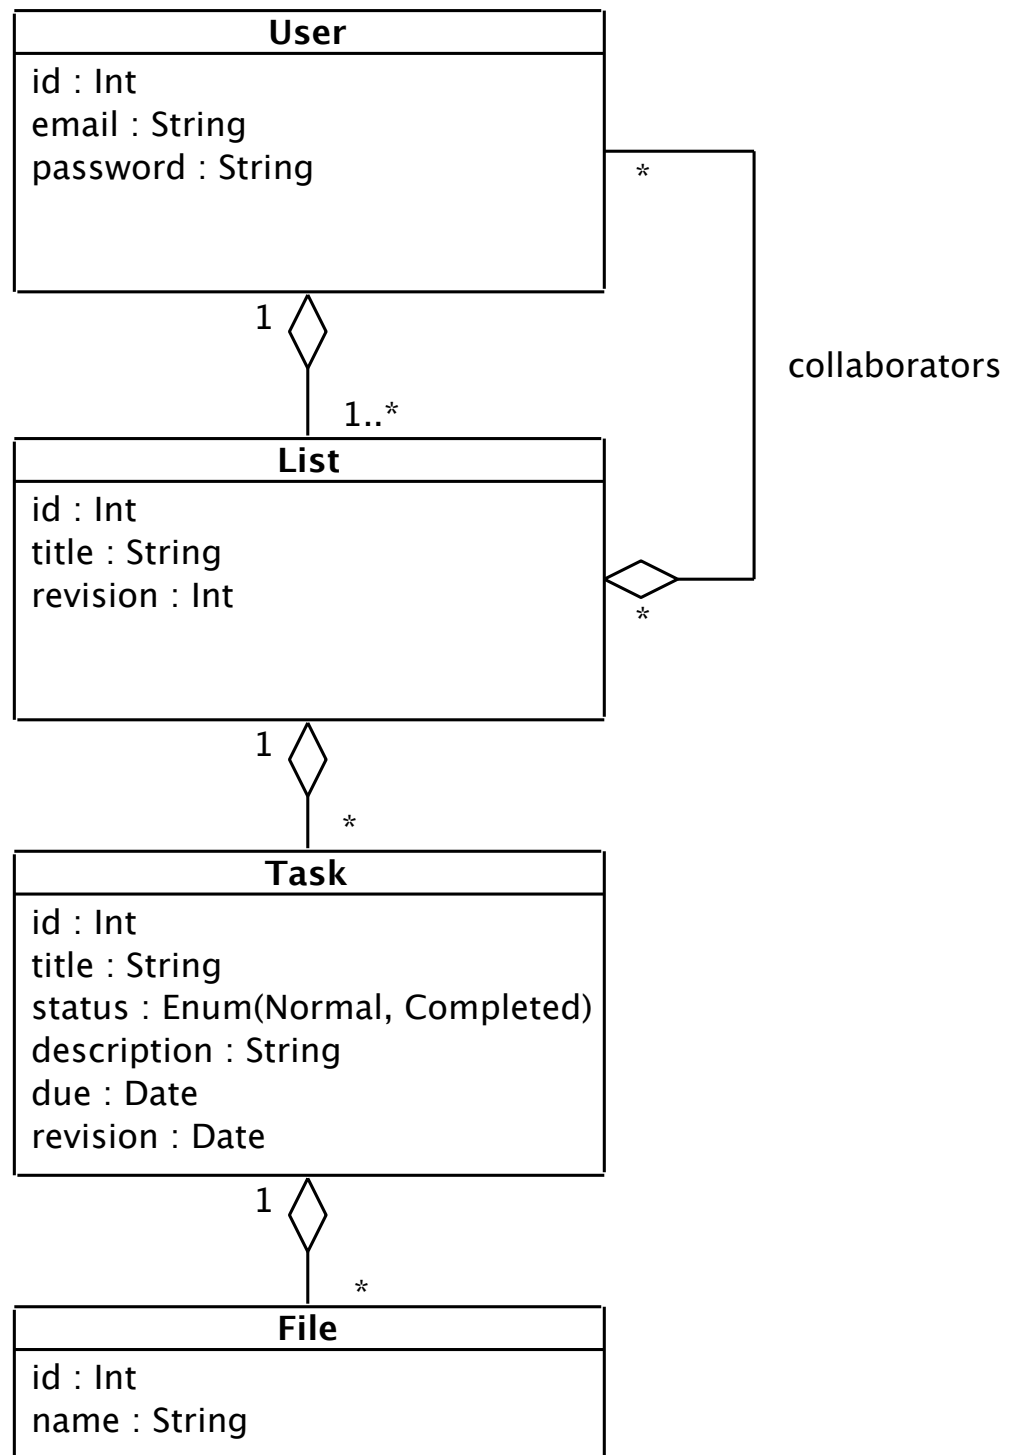 User
id : Int
email : String
password : String
*
1
collaborators
1..*
List
id : Int
title : String
revision : Int
*
1
*
Task
id : Int
title : String
status : Enum(Normal, Completed)
description : String
due : Date
revision : Date
1
*
File
id : Int
name : String